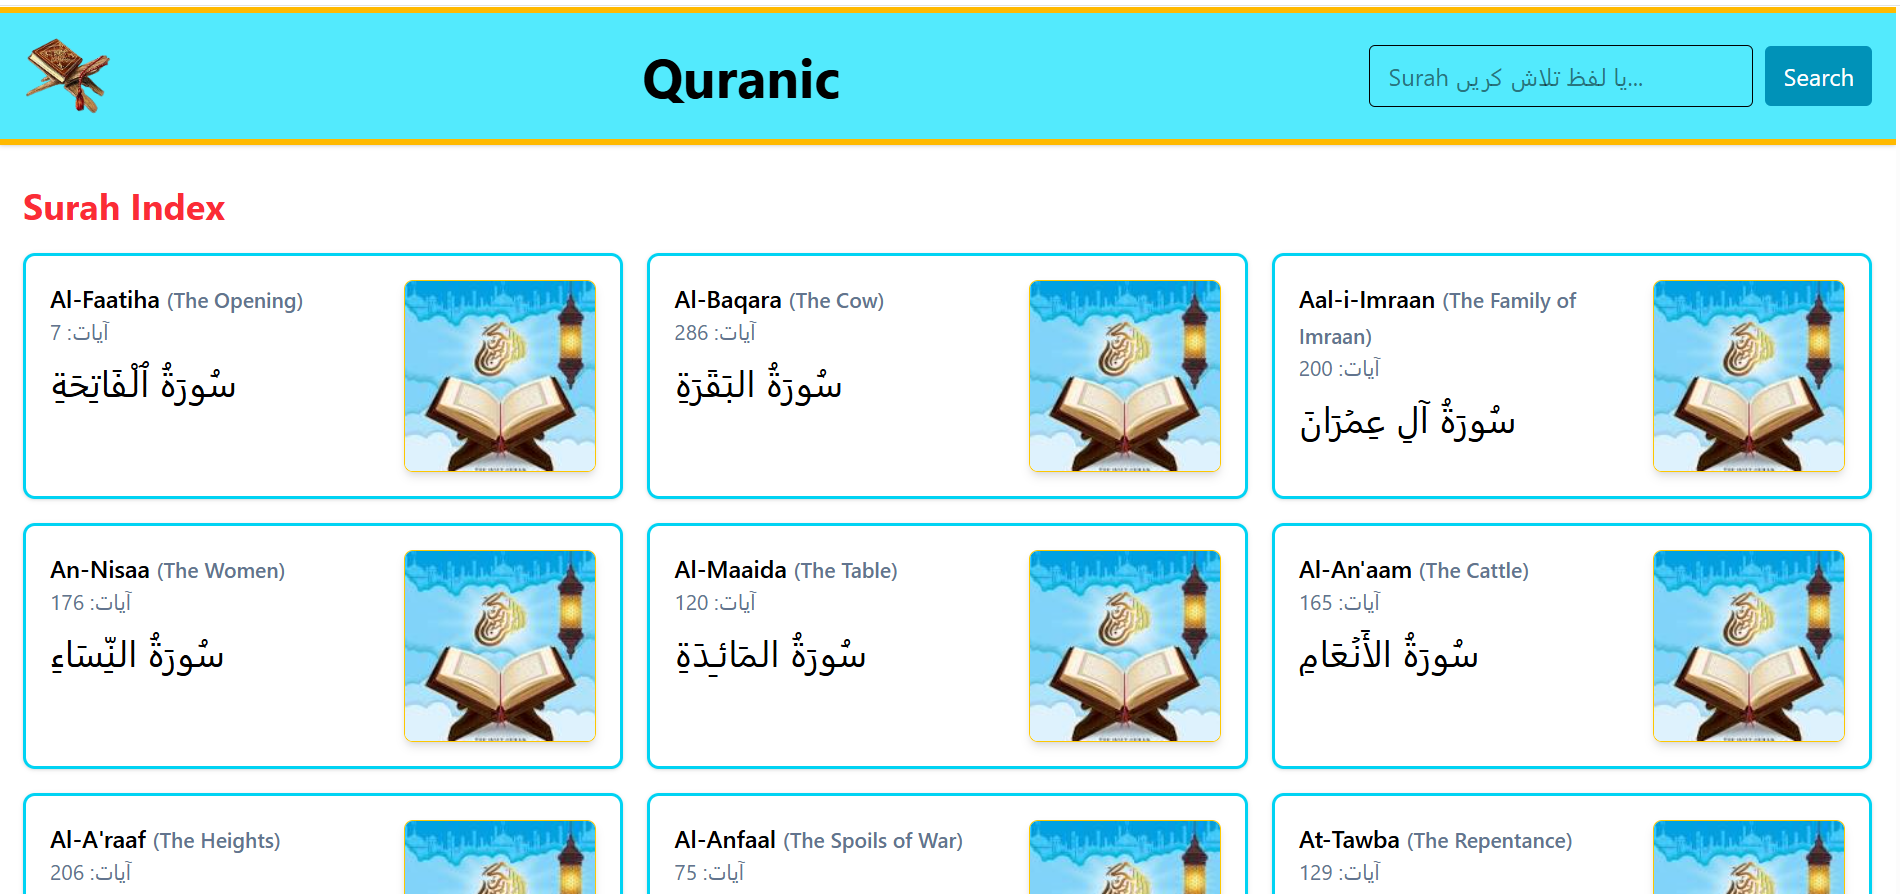 Quranic
Surah یا لفظ تلاش کریں...
Search
Surah Index
Al-Faatiha (The Opening)
آیات: 7
سُورَةُ ٱلْفَاتِحَةِ
Al-Baqara (The Cow)
آیات: 286
سُورَةُ البَقَرَةِ
Aal-i-Imraan (The Family of
Imraan)
آیات: 200
سُورَةُ آلِ عِمۡرَانَ
An-Nisaa (The Women)
آیات: 176
سُورَةُ النِّسَاءِ
Al-Maaida (The Table)
آیات: 120
سُورَةُ المَائـِدَةِ
Al-An'aam (The Cattle)
آیات: 165
سُورَةُ الأَنۡعَامِ
Al-A'raaf (The Heights)
آیات: 206
Al-Anfaal (The Spoils of War)
آیات: 75
At-Tawba (The Repentance)
آیات: 129